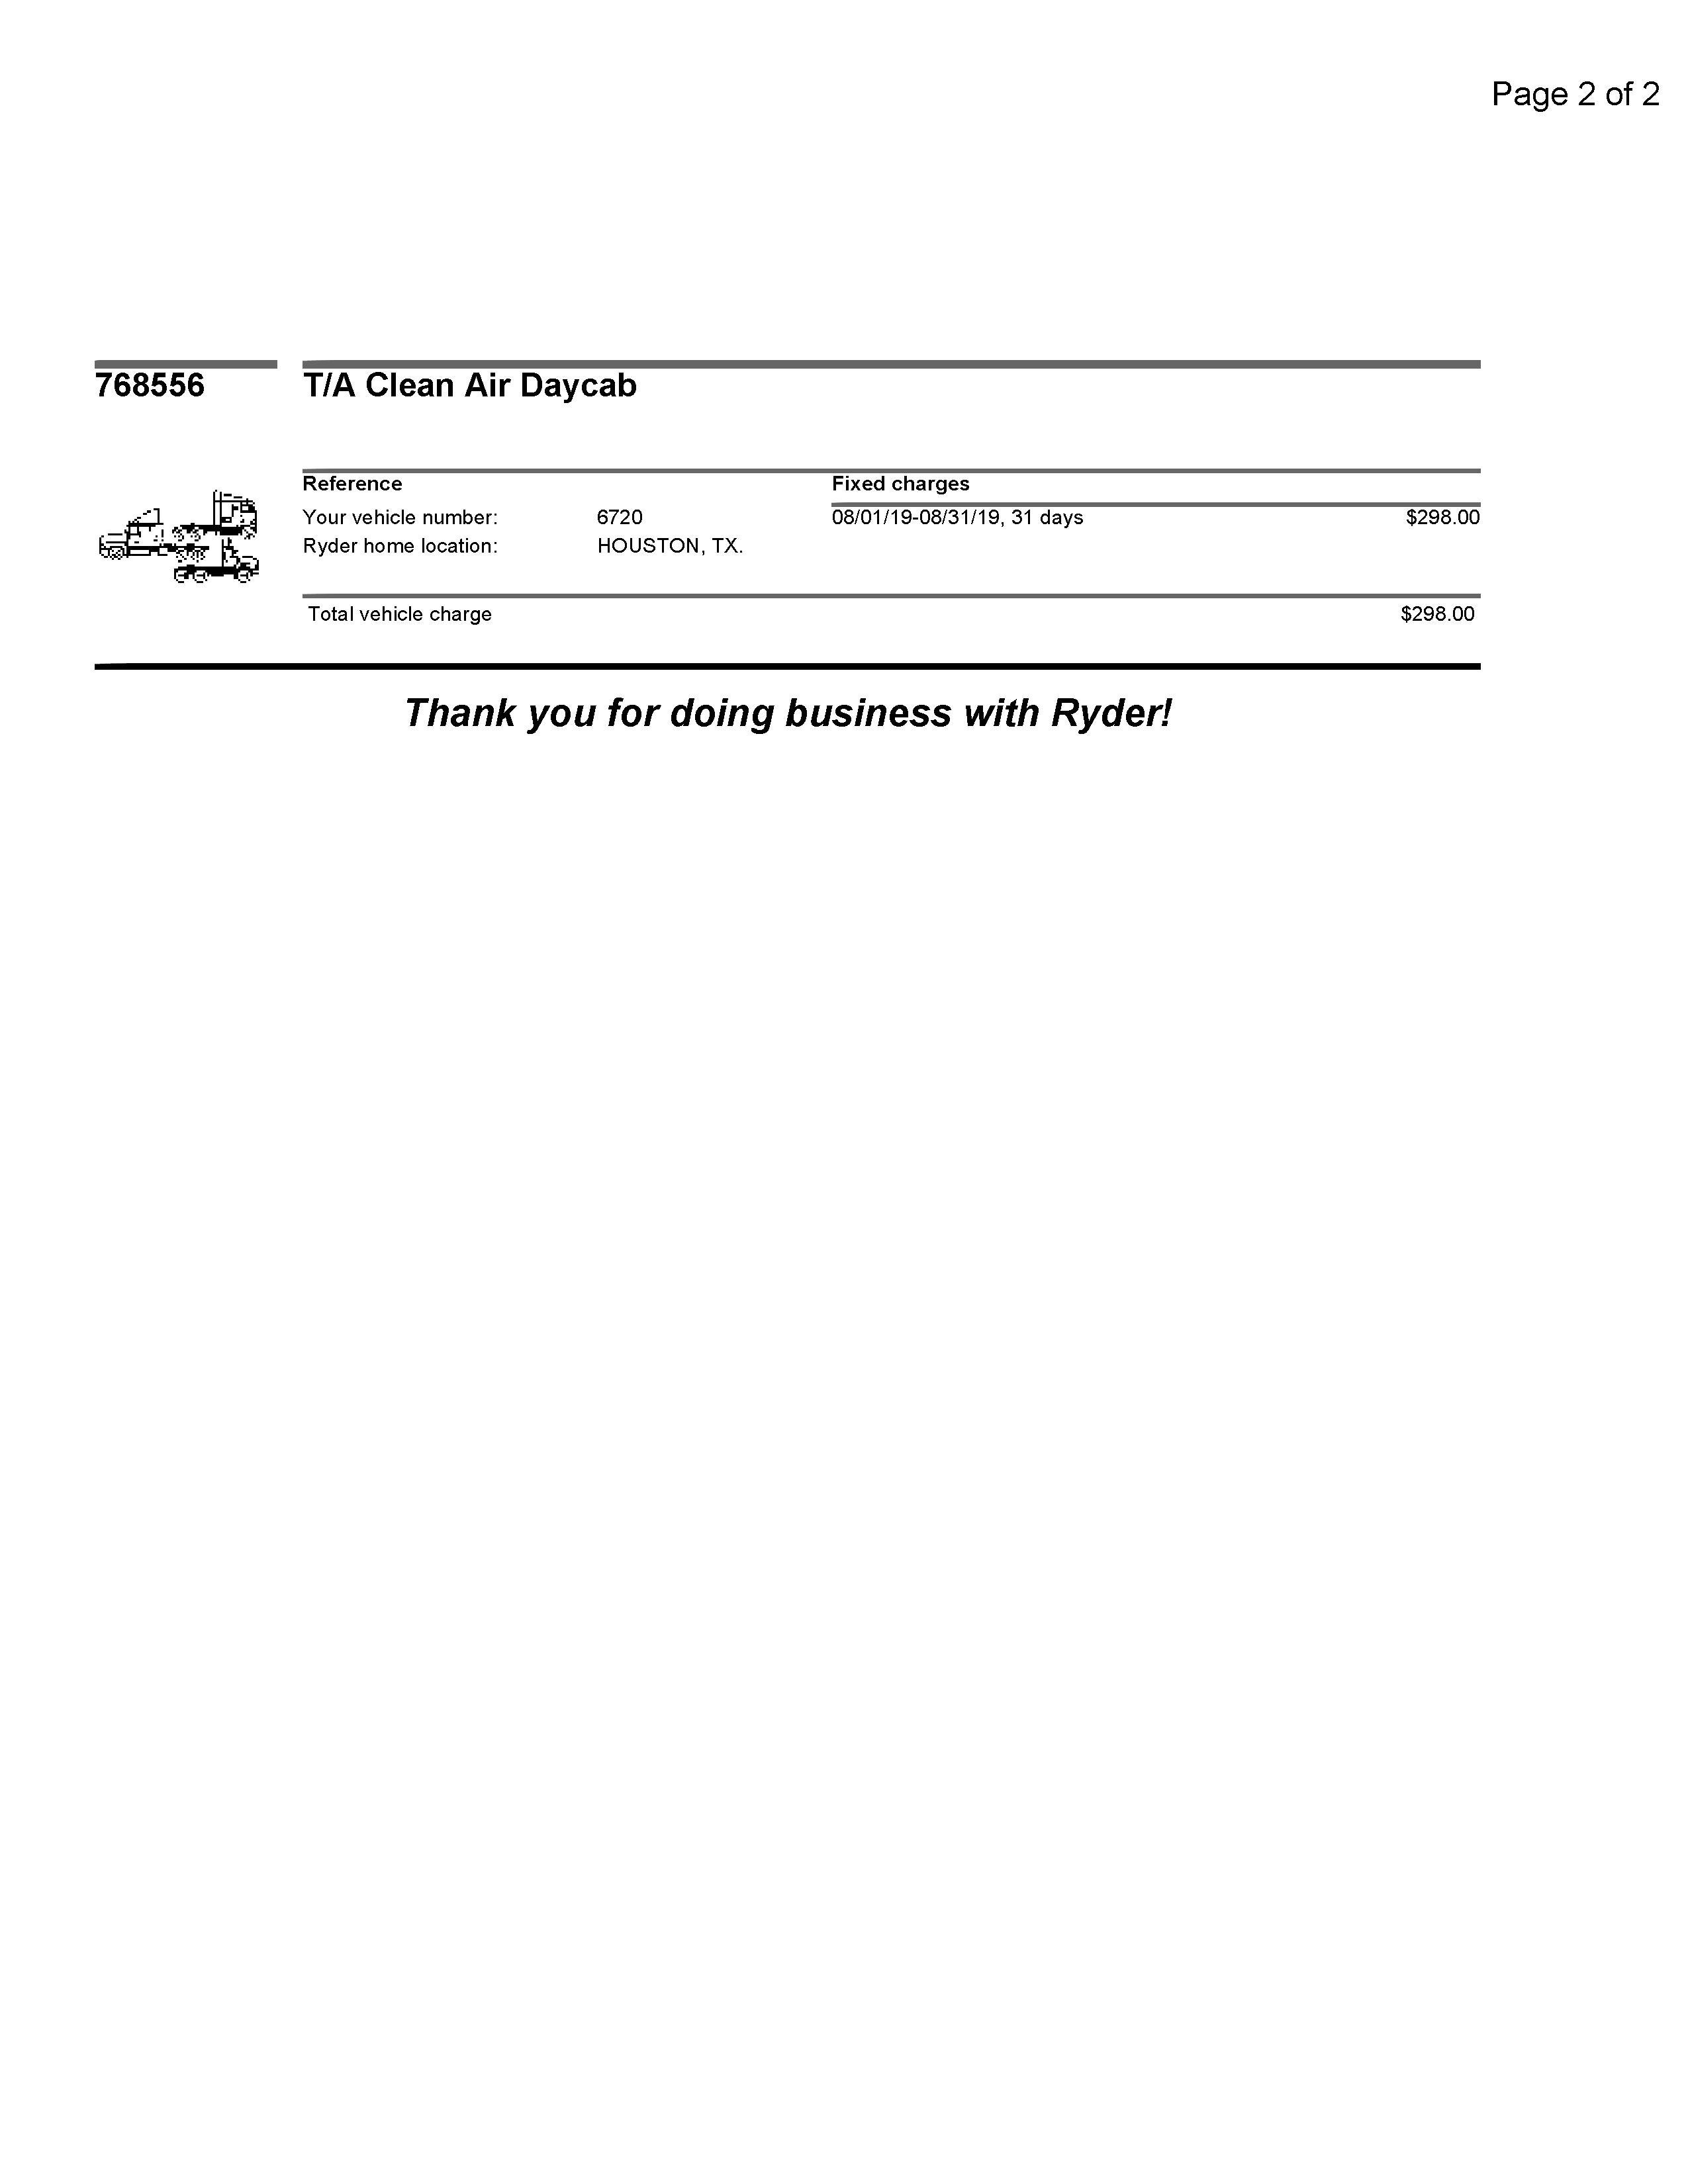 Page 2 of 2
768556 T/A Clean Air Daycab
Reference Fixed charges
Your vehicle number: 6720 08/01/19-08/31/19, 31 days $298.00
Ryder home location: HOUSTON, TX.
Total vehicle charge $298.00
Thank you for doing business with Ryder!